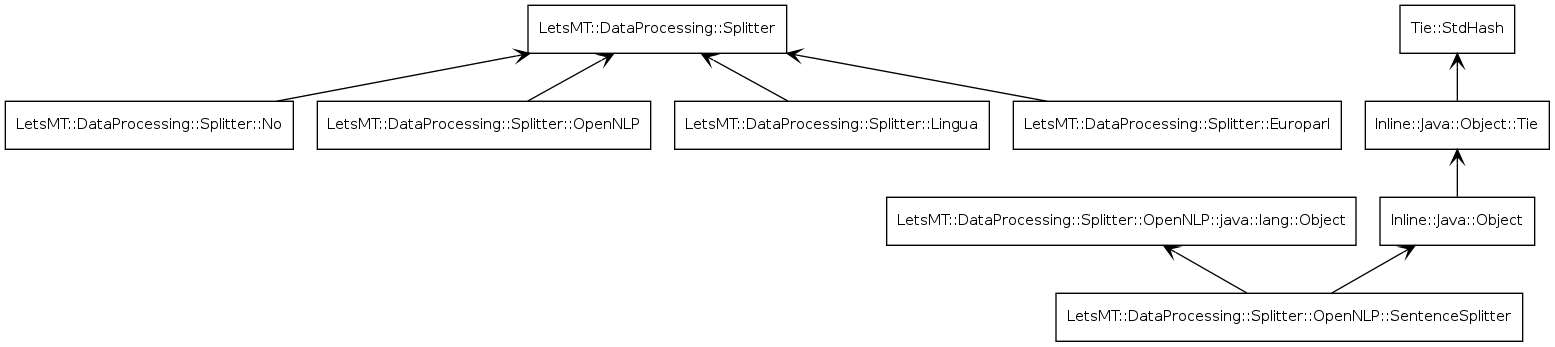 LetsMT::DataProcessing::Splitter
Tie::StdHash
LetsMT::DataProcessing::Splitter::No
LetsMT::DataProcessing::Splitter::OpenNLP
LetsMT::DataProcessing::Splitter::Lingua
LetsMT::DataProcessing::Splitter::Europarl
Inline::Java::Object::Tie
LetsMT::DataProcessing::Splitter::OpenNLP::java::lang::Object
Inline::Java::Object
LetsMT::DataProcessing::Splitter::OpenNLP::SentenceSplitter